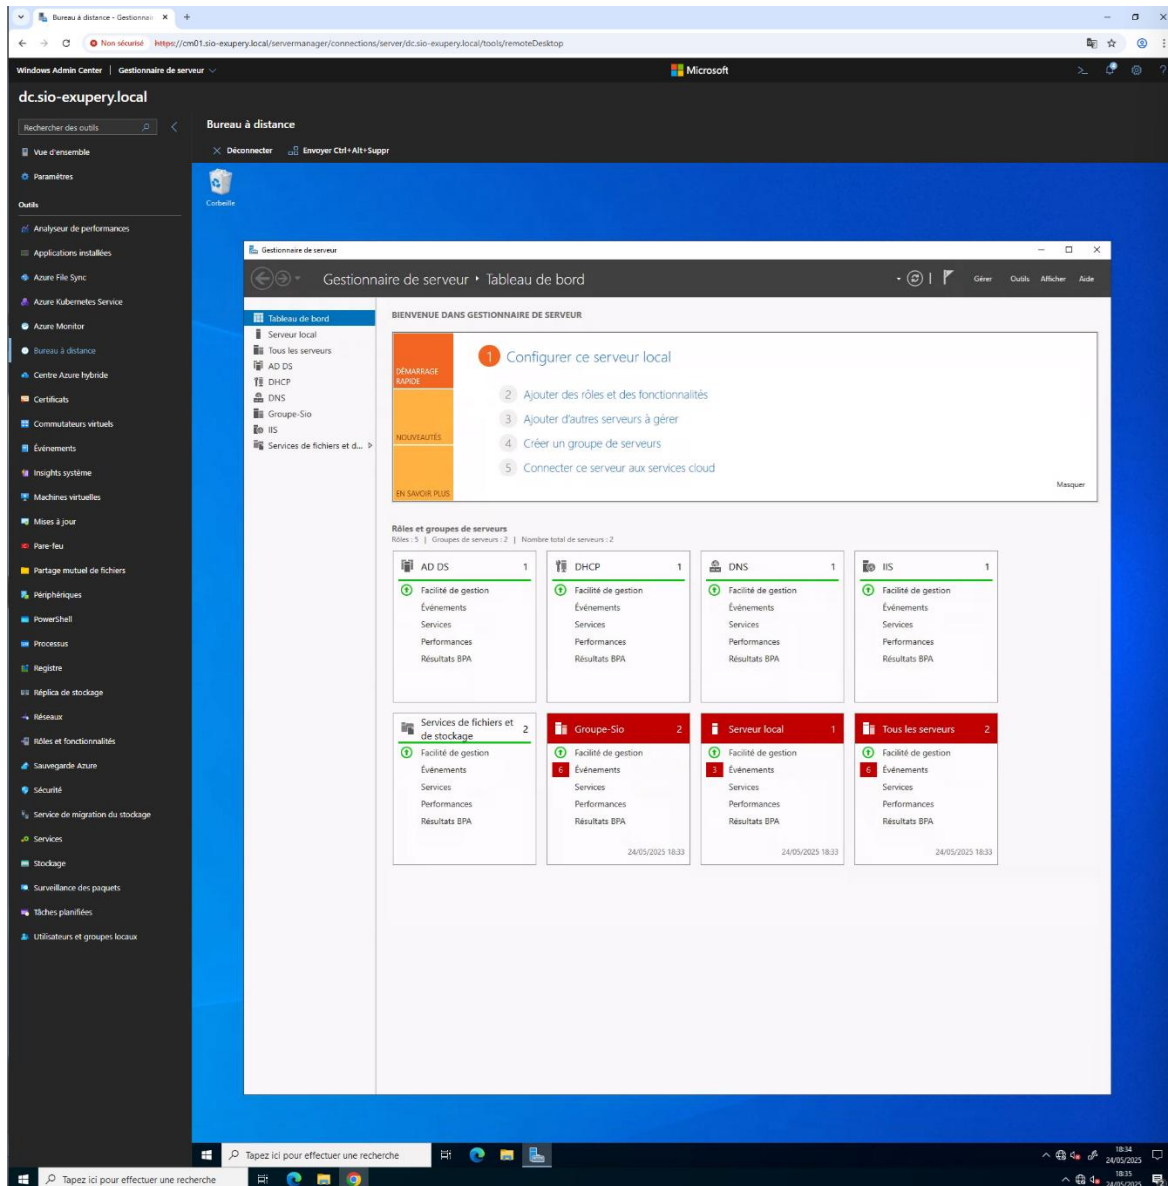 Bureau à distance - Gestionnair
Non sécurisé https://cm01.sio-exupery.local/servermanager/connections/server/dc.sio-exupery.local/tools/remoteDesktop
Windows Admin Center | Gestionnaire de serveur
Microsoft
dc.sio-exupery.local
Rechercher des outils
Vue d'ensemble
Paramètres
Outils
Analyseur de performances
Applications installées
Azure File Sync
Azure Kubernetes Service
Azure Monitor
Bureau à distance
Centre Azure hybride
Certificats
Commutateurs virtuels
Événements
Insights système
Machines virtuelles
Mises à jour
Pare-feu
Partage mutuel de fichiers
Périphériques
PowerShell
Processus
Registre
Réplica de stockage
Réseaux
Rôles et fonctionnalités
Sauvegarde Azure
Sécurité
Service de migration du stockage
Services
Stockage
Surveillance des paquets
Tâches planifiées
Utilisateurs et groupes locaux
Bureau à distance
Déconnecter Envoyer Ctrl+Alt+Suppr
Corbeille
Gestionnaire de serveur
Gestionnaire de serveur • Tableau de bord
Gérer Outils Afficher Aide
Tableau de bord
Serveur local
Tous les serveurs
AD DS
DHCP
DNS
Groupe-Sio
IIS
Services de fichiers et d...
BIENVENUE DANS GESTIONNAIRE DE SERVEUR
DÉMARRAGE
RAPIDE
NOUVEAUTÉS
EN SAVOIR PLUS
1 Configurer ce serveur local
2 Ajouter des rôles et des fonctionnalités
3 Ajouter d'autres serveurs à gérer
4 Créer un groupe de serveurs
5 Connecter ce serveur aux services cloud
Masquer
Rôles et groupes de serveurs
Rôles : 5 | Groupes de serveurs : 2 | Nombre total de serveurs : 2
AD DS 1
Facilité de gestion
Événements
Services
Performances
Résultats BPA
DHCP 1
Facilité de gestion
Événements
Services
Performances
Résultats BPA
DNS 1
Facilité de gestion
Événements
Services
Performances
Résultats BPA
IIS 1
Facilité de gestion
Événements
Services
Performances
Résultats BPA
Services de fichiers et
de stockage 2
Facilité de gestion
Événements
Services
Performances
Résultats BPA
Groupe-Sio 2
Facilité de gestion
6 Événements
Services
Performances
Résultats BPA
24/05/2025 18:33
Serveur local 1
Facilité de gestion
3 Événements
Services
Performances
Résultats BPA
24/05/2025 18:33
Tous les serveurs 2
Facilité de gestion
6 Événements
Services
Performances
Résultats BPA
24/05/2025 18:33
Tapez ici pour effectuer une recherche
18:34
24/05/2025
Tapez ici pour effectuer une recherche
18:35
24/05/2025